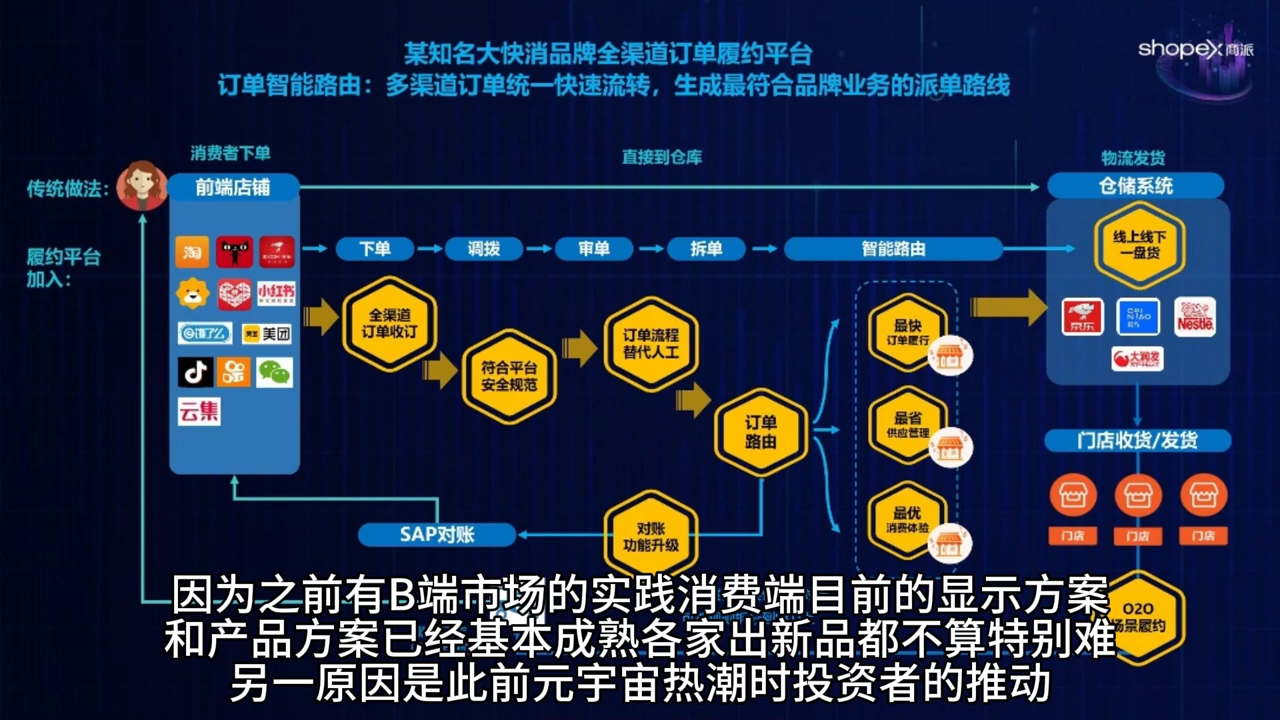 shopex商派
某知名大快消品牌全渠道订单履约平台
订单智能路由：多渠道订单统一快速流转，生成最符合品牌业务的派单路线
消费者下单
直接到仓库
物流发货
传统做法：
前端店铺
仓储系统
履约平台
加入：
下单
调拨
审单
拆单
智能路由
淘
小红书
饿了么
美团
云集
全渠道
订单收订
符合平台
安全规范
订单流程
替代人工
订单
路由
最快
订单履行
最省
供应管理
最优
消费体验
线上线下
一盘货
京东
Nestle
大润发
门店收货/发货
门店
门店
门店
SAP对账
对账
功能升级
O2O
场景履约
因为之前有B端市场的实践消费端目前的显示方案
和产品方案已经基本成熟各家出新品都不算特别难
另一原因是此前元宇宙热潮时投资者的推动